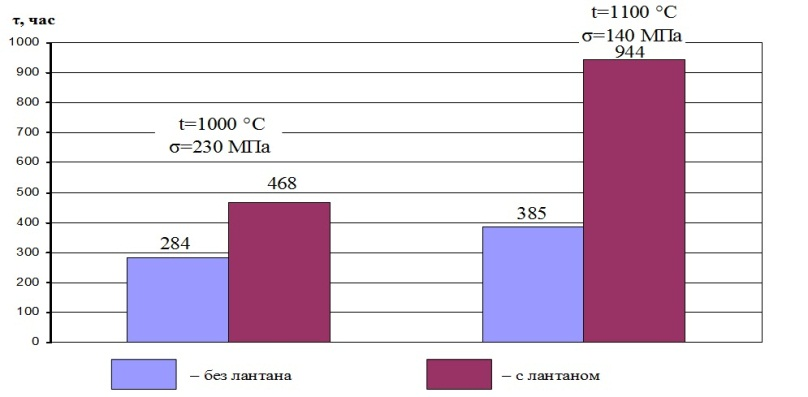 τ, час
t=1100 °C
σ=140 МПа
944
1000
900
800
700
600
500
400
300
200
100
0
t=1000 °C
σ=230 МПа
468
284
385
– без лантана
– с лантаном